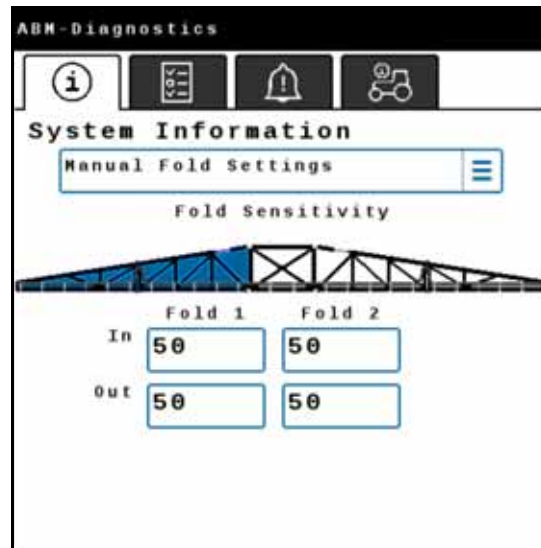 ABM-Diagnostics
System Information
Manual Fold Settings
Fold Sensitivity
Fold 1 Fold 2
In 50 50
Out 50 50